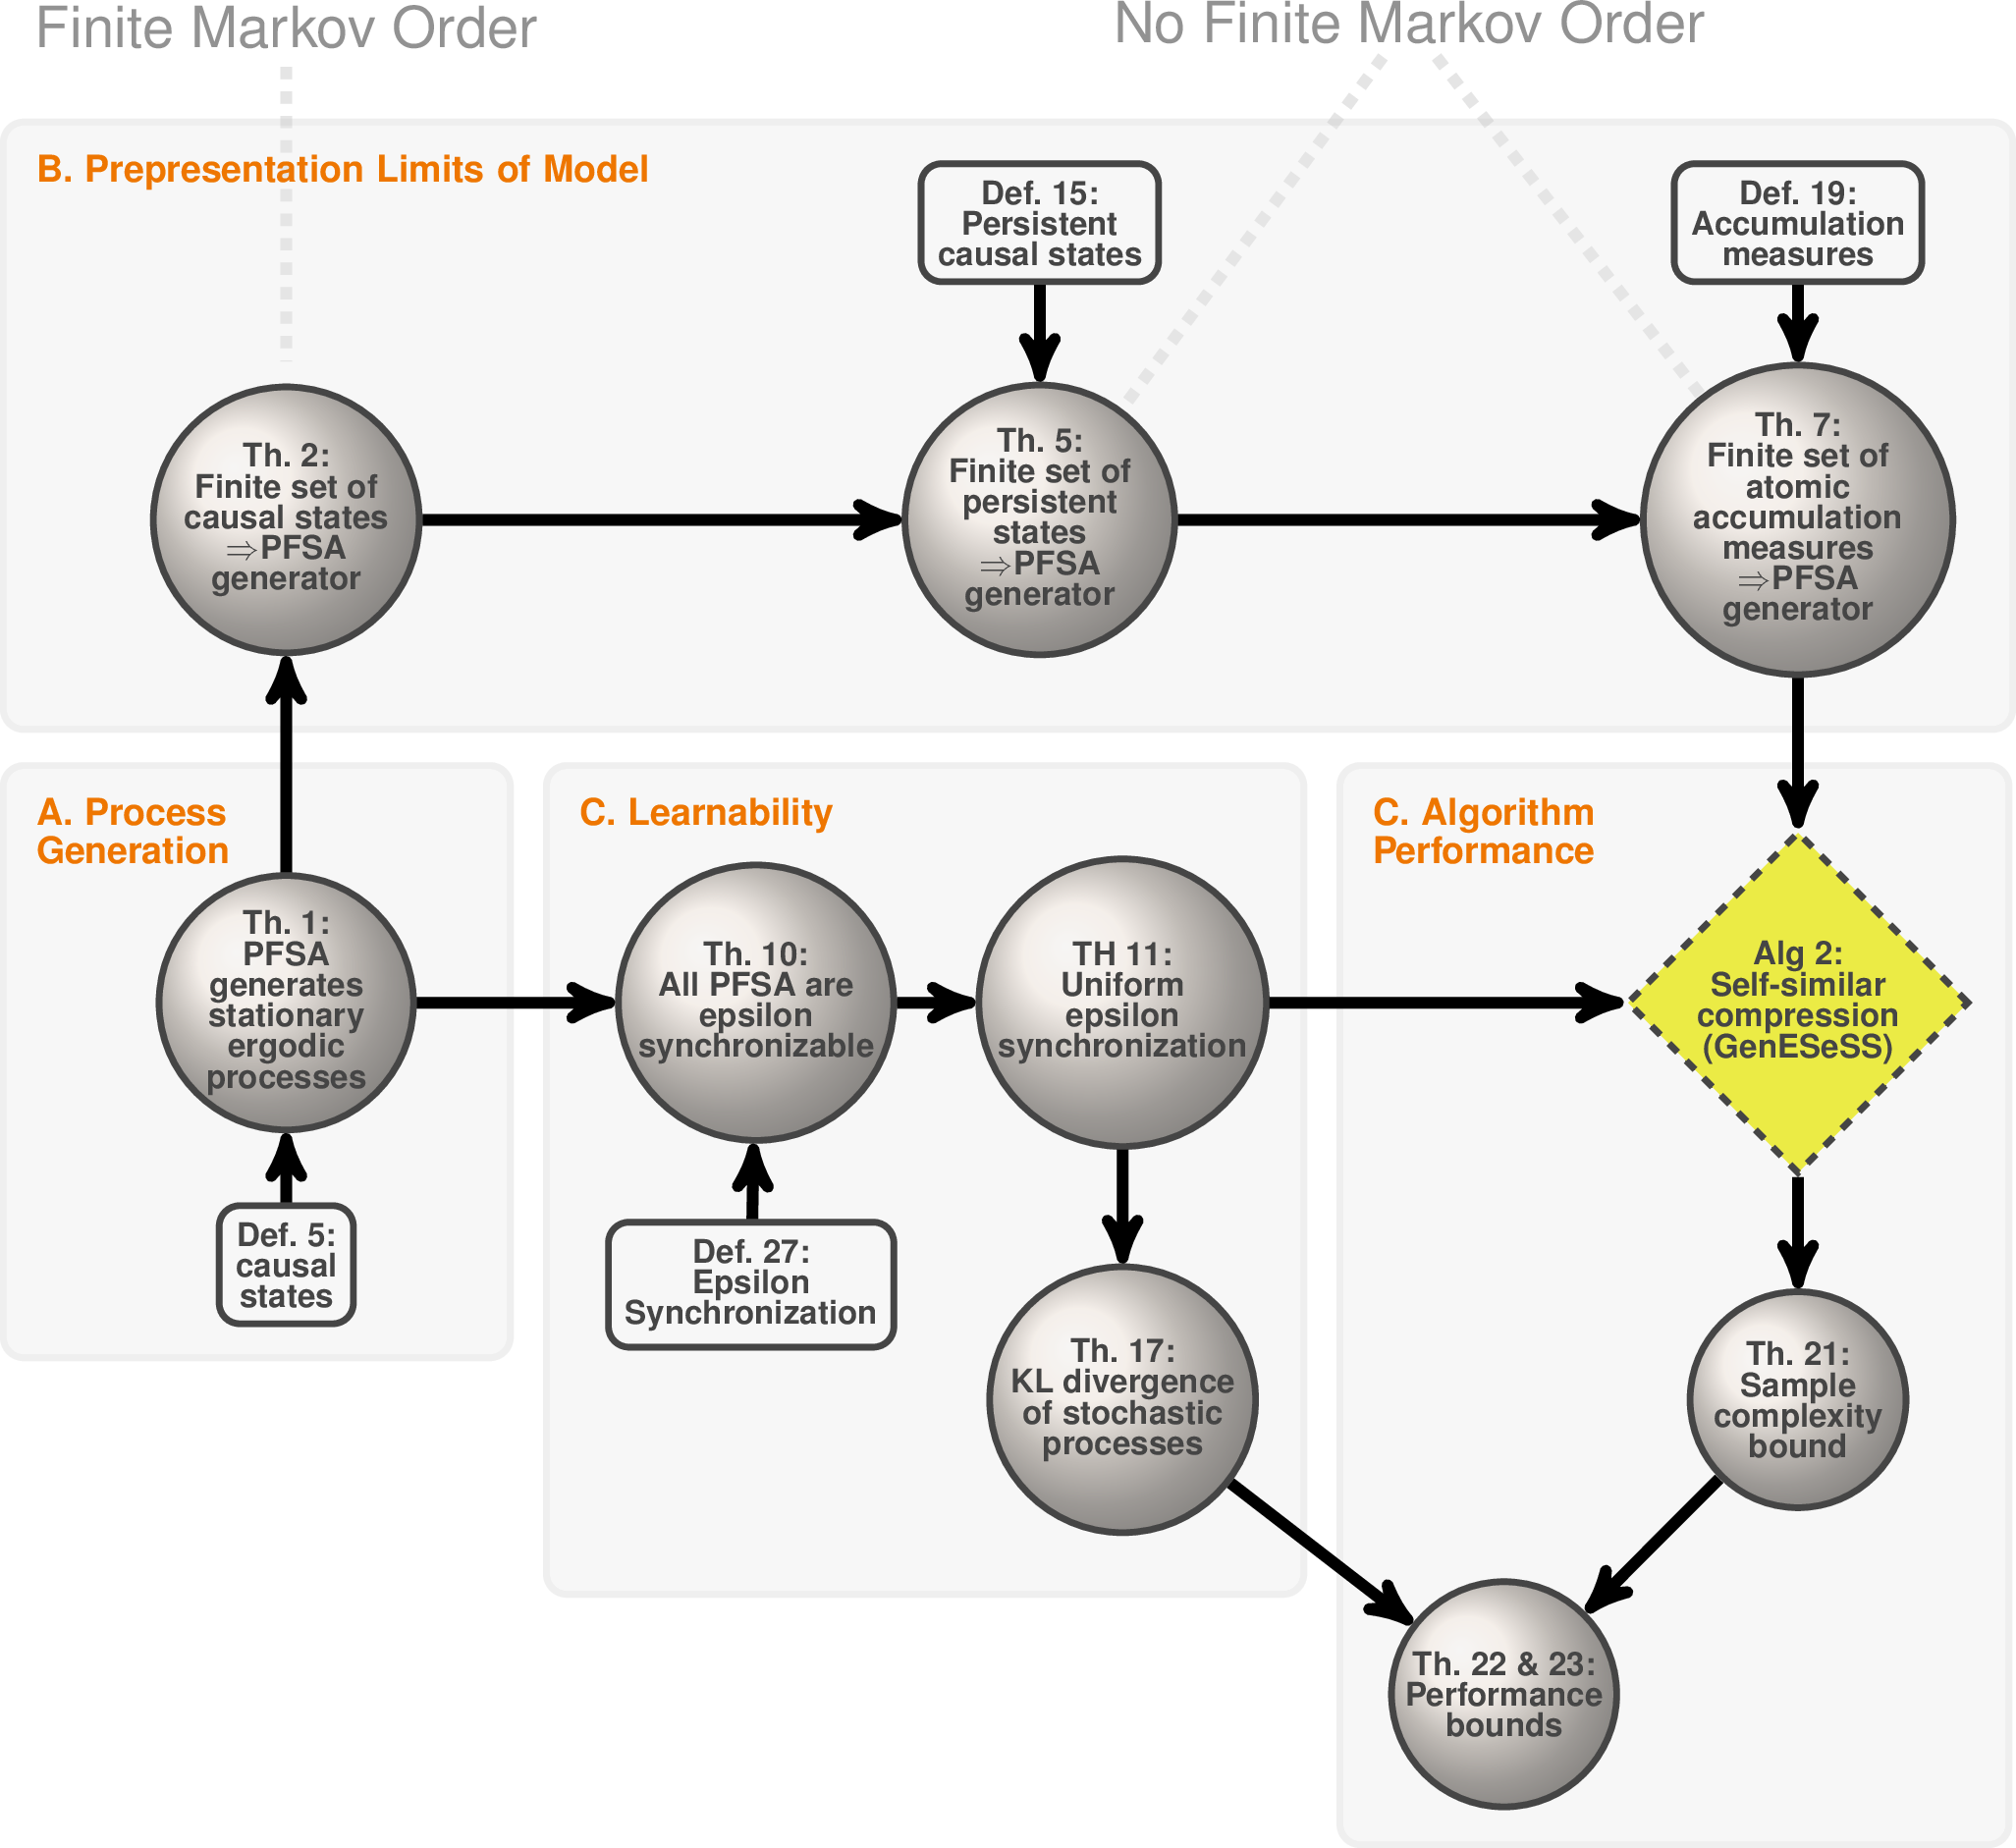 Finite Markov Order
No Finite Markov Order
B. Prepresentation Limits of Model
Def. 15:
Persistent
causal states
Def. 19:
Accumulation
measures
Th. 2:
Finite set of
causal states
⇒PFSA
generator
Th. 5:
Finite set of
persistent
states
⇒PFSA
generator
Th. 7:
Finite set of
atomic
accumulation
measures
⇒PFSA
generator
A. Process
Generation
Th. 1:
PFSA
generates
stationary
ergodic
processes
Def. 5:
causal
states
C. Learnability
Th. 10:
All PFSA are
epsilon
synchronizable
TH 11:
Uniform
epsilon
synchronization
Def. 27:
Epsilon
Synchronization
Th. 17:
KL divergence
of stochastic
processes
C. Algorithm
Performance
Alg 2:
Self-similar
compression
(GenESeSS)
Th. 21:
Sample
complexity
bound
Th. 22 & 23:
Performance
bounds